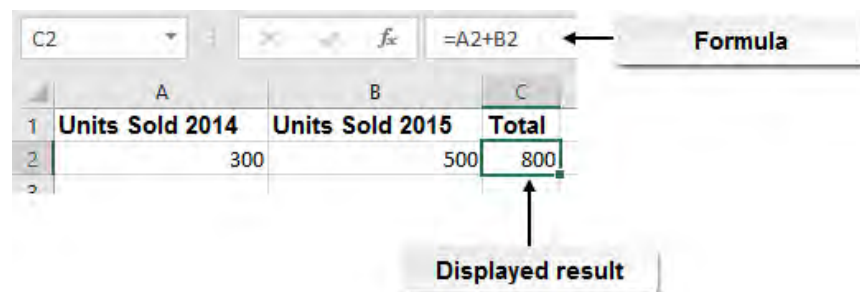 C2 fx =A2+B2 Formula
A B C
1 Units Sold 2014 Units Sold 2015 Total
2 300 500 800
3
Displayed result